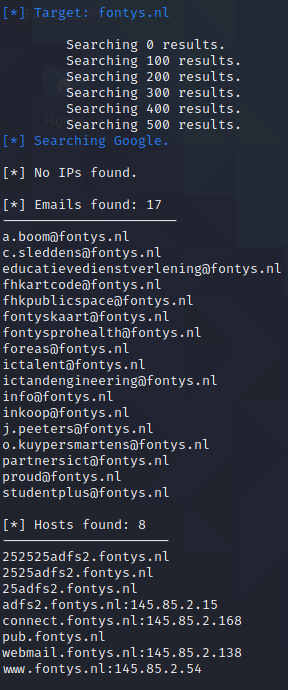 [*] Target: fontys.nl
Searching 0 results.
Searching 100 results.
Searching 200 results.
Searching 300 results.
Searching 400 results.
Searching 500 results.
[*] Searching Google.
[*] No IPs found.
[*] Emails found: 17
----------------------
a.boom@fontys.nl
c.sleddens@fontys.nl
educatievedienstverlening@fontys.nl
fhkartcode@fontys.nl
fhkpublicspace@fontys.nl
fontyskaart@fontys.nl
fontysprohealth@fontys.nl
foreas@fontys.nl
ictalent@fontys.nl
ictandengineering@fontys.nl
info@fontys.nl
inkoop@fontys.nl
j.peeters@fontys.nl
o.kuypersmartens@fontys.nl
partnersict@fontys.nl
proud@fontys.nl
studentplus@fontys.nl
[*] Hosts found: 8
---------------------
252525adfs2.fontys.nl
2525adfs2.fontys.nl
25adfs2.fontys.nl
adfs2.fontys.nl:145.85.2.15
connect.fontys.nl:145.85.2.168
pub.fontys.nl
webmail.fontys.nl:145.85.2.138
www.fontys.nl:145.85.2.54